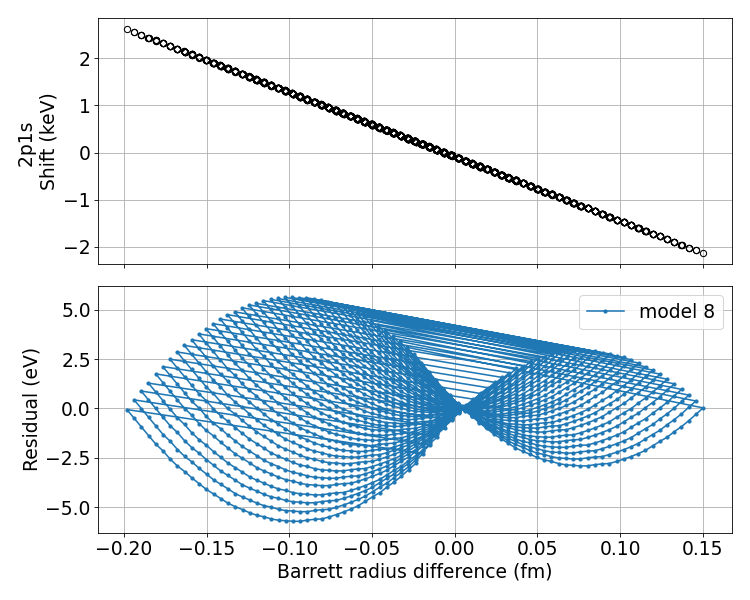 2p1s
Shift (keV)
2
1
0
−1
−2
Residual (eV)
5.0
2.5
0.0
−2.5
−5.0
model 8
−0.20 −0.15 −0.10 −0.05 0.00 0.05 0.10 0.15
Barrett radius difference (fm)